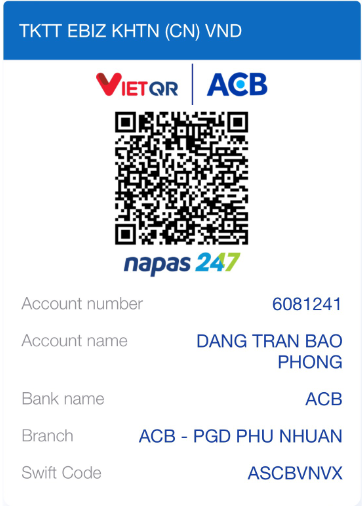 TKTT EBIZ KHTN (CN) VND
VIETQR ACB
napas 247
Account number 6081241
Account name DANG TRAN BAO
PHONG
Bank name ACB
Branch ACB - PGD PHU NHUAN
Swift Code ASCBVNVX